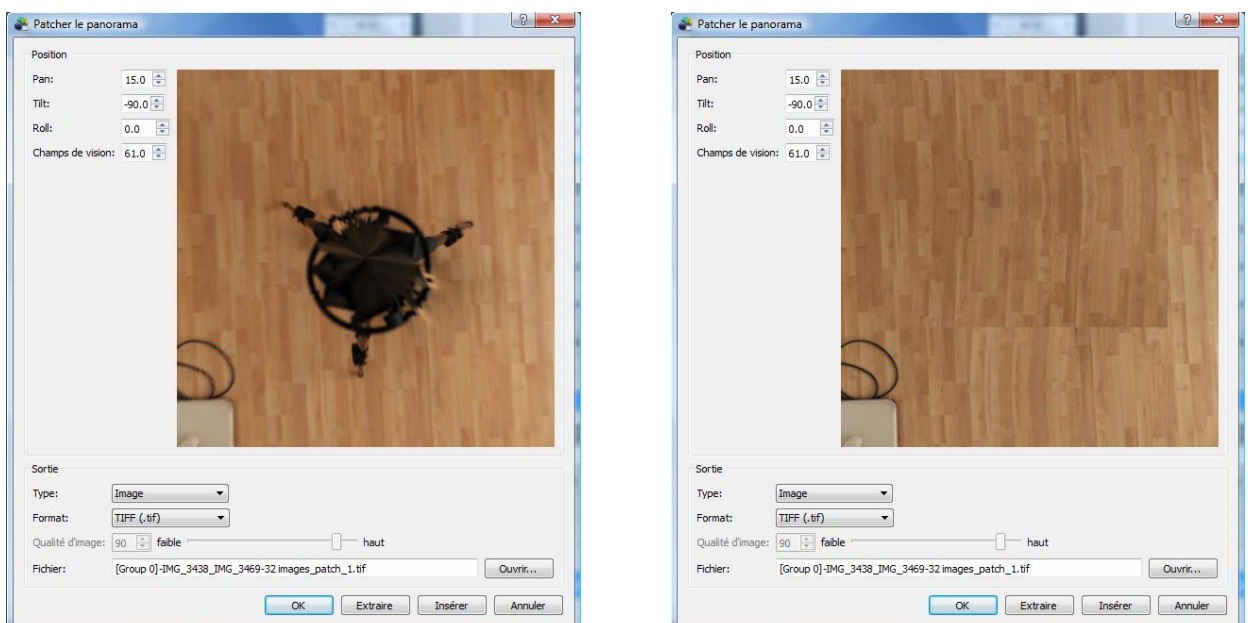 Patcher le panorama
Position
Pan: 15.0
Tilt: -90.0
Roll: 0.0
Champs de vision: 61.0
Sortie
Type: Image
Format: TIFF (.tif)
Qualité d'image: 90 faible haut
Fichier: [Group 0]-IMG_3438_IMG_3469-32 images_patch_1.tif Ouvrir...
OK Extraire Insérer Annuler
Patcher le panorama
Position
Pan: 15.0
Tilt: -90.0
Roll: 0.0
Champs de vision: 61.0
Sortie
Type: Image
Format: TIFF (.tif)
Qualité d'image: 90 faible haut
Fichier: [Group 0]-IMG_3438_IMG_3469-32 images_patch_1.tif Ouvrir...
OK Extraire Insérer Annuler